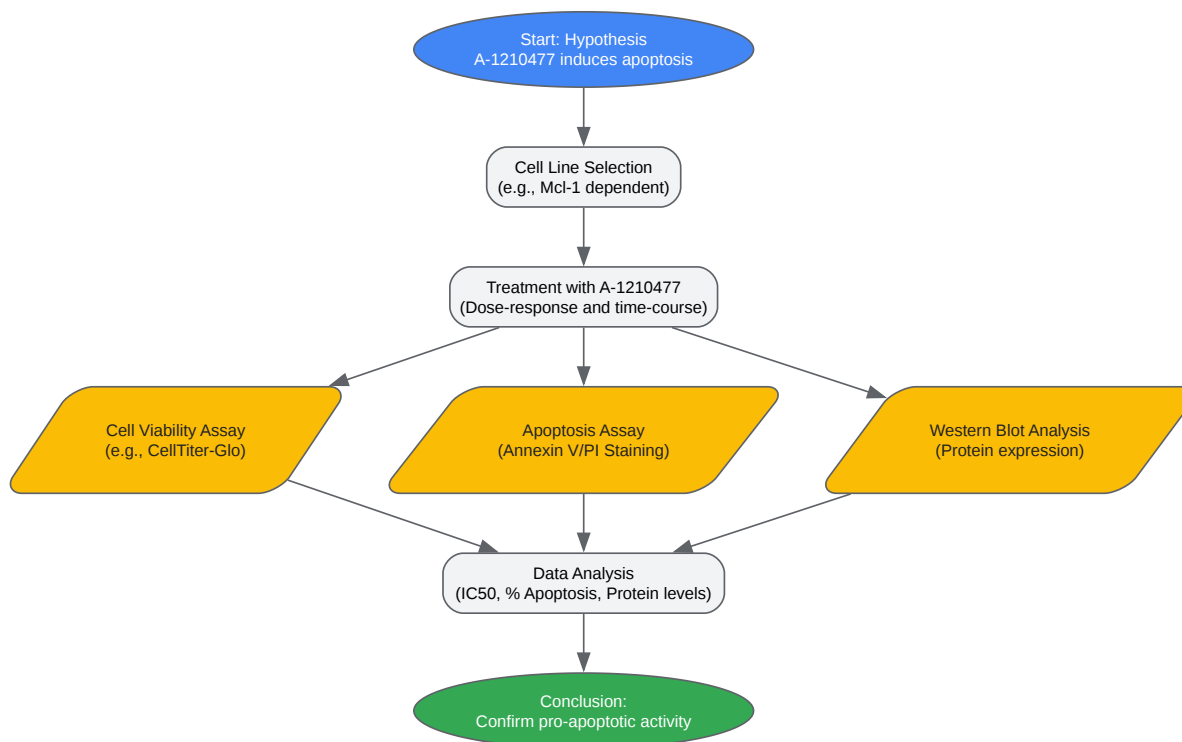 Start: Hypothesis
A-1210477 induces apoptosis
Cell Line Selection
(e.g., Mcl-1 dependent)
Treatment with A-1210477
(Dose-response and time-course)
Cell Viability Assay
(e.g., CellTiter-Glo)
Apoptosis Assay
(Annexin V/PI Staining)
Western Blot Analysis
(Protein expression)
Data Analysis
(IC50, % Apoptosis, Protein levels)
Conclusion:
Confirm pro-apoptotic activity